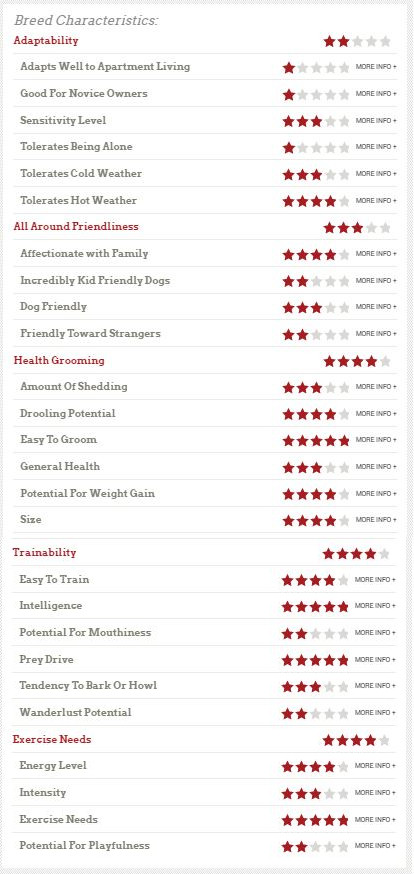 Breed Characteristics:
Adaptability
Adapts Well to Apartment Living MORE INFO +
Good For Novice Owners MORE INFO +
Sensitivity Level MORE INFO +
Tolerates Being Alone MORE INFO +
Tolerates Cold Weather MORE INFO +
Tolerates Hot Weather MORE INFO +
All Around Friendliness
Affectionate with Family MORE INFO +
Incredibly Kid Friendly Dogs MORE INFO +
Dog Friendly MORE INFO +
Friendly Toward Strangers MORE INFO +
Health Grooming
Amount Of Shedding MORE INFO +
Drooling Potential MORE INFO +
Easy To Groom MORE INFO +
General Health MORE INFO +
Potential For Weight Gain MORE INFO +
Size MORE INFO +
Trainability
Easy To Train MORE INFO +
Intelligence MORE INFO +
Potential For Mouthiness MORE INFO +
Prey Drive MORE INFO +
Tendency To Bark Or Howl MORE INFO +
Wanderlust Potential MORE INFO +
Exercise Needs
Energy Level MORE INFO +
Intensity MORE INFO +
Exercise Needs MORE INFO +
Potential For Playfulness MORE INFO +